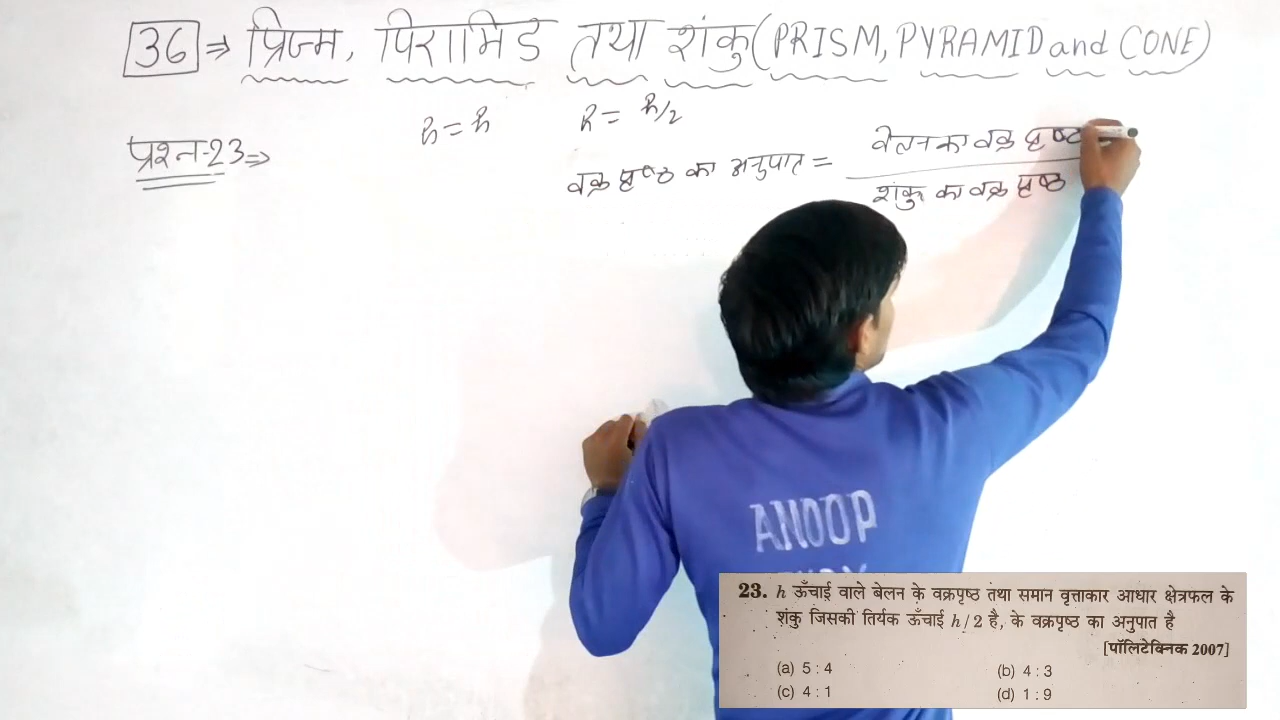 36 ⇒ प्रिज्म, पिरामिड तथा शंकु (PRISM, PYRAMID and CONE)
प्रश्न-23 ⇒
h = h
h = h/2
वक्र पृष्ठ का अनुपात = बेलन का वक्र पृष्ठ
शंकु का वक्र पृष्ठ
ANOOP
23. h ऊँचाई वाले बेलन के वक्रपृष्ठ तथा समान वृत्ताकार आधार क्षेत्रफल के
शंकु जिसकी तिर्यक ऊँचाई h / 2 है, के वक्रपृष्ठ का अनुपात है
[पॉलिटेक्निक 2007]
(a) 5 : 4 (b) 4 : 3
(c) 4 : 1 (d) 1 : 9